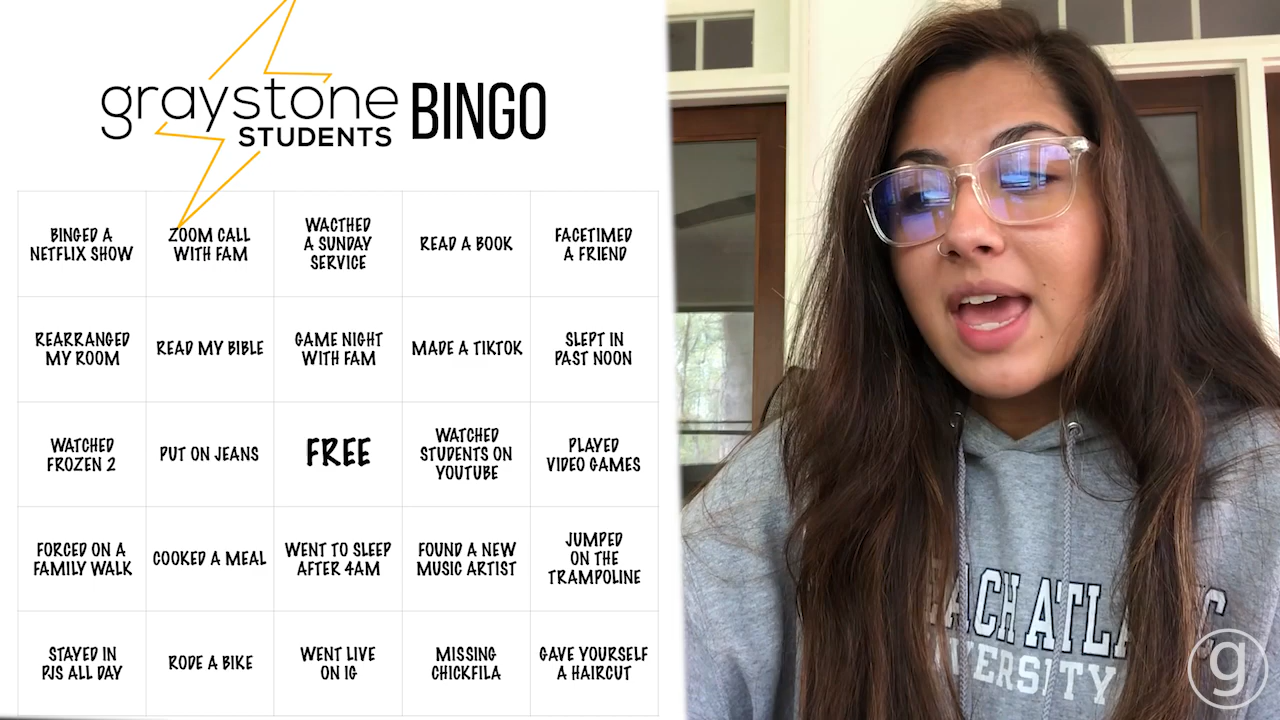 graystone
STUDENTS
BINGO
BINGED A
NETFLIX SHOW
ZOOM CALL
WITH FAM
WACTHED
A SUNDAY
SERVICE
READ A BOOK
FACETIMED
A FRIEND
REARRANGED
MY ROOM
READ MY BIBLE
GAME NIGHT
WITH FAM
MADE A TIKTOK
SLEPT IN
PAST NOON
WATCHED
FROZEN 2
PUT ON JEANS
FREE
WATCHED
STUDENTS ON
YOUTUBE
PLAYED
VIDEO GAMES
FORCED ON A
FAMILY WALK
COOKED A MEAL
WENT TO SLEEP
AFTER 4AM
FOUND A NEW
MUSIC ARTIST
JUMPED
ON THE
TRAMPOLINE
STAYED IN
PJS ALL DAY
RODE A BIKE
WENT LIVE
ON IG
MISSING
CHICKFILA
GAVE YOURSELF
A HAIRCUT
g